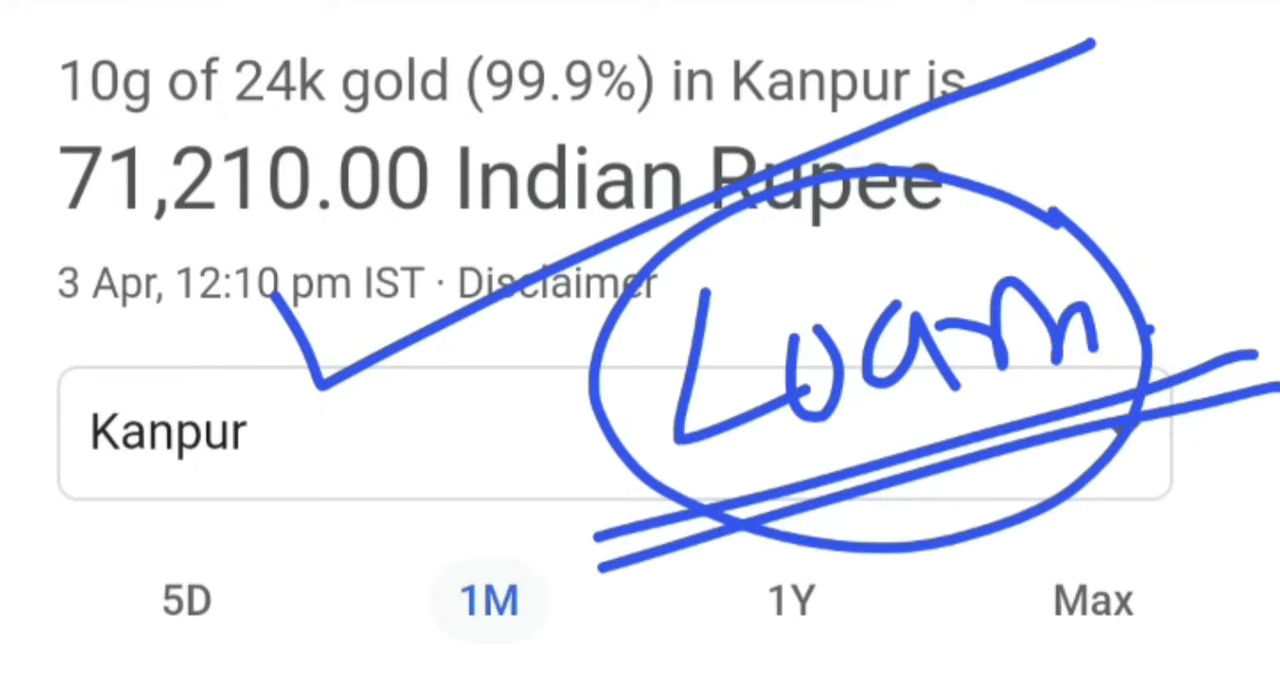 10g of 24k gold (99.9%) in Kanpur is
71,210.00 Indian Rupee
3 Apr, 12:10 pm IST · Disclaimer
Loan
Kanpur
5D 1M 1Y Max